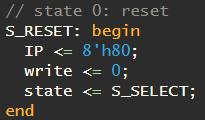 // state 0: reset
S_RESET: begin
  IP <= 8'h80;
  write <= 0;
  state <= S_SELECT;
end